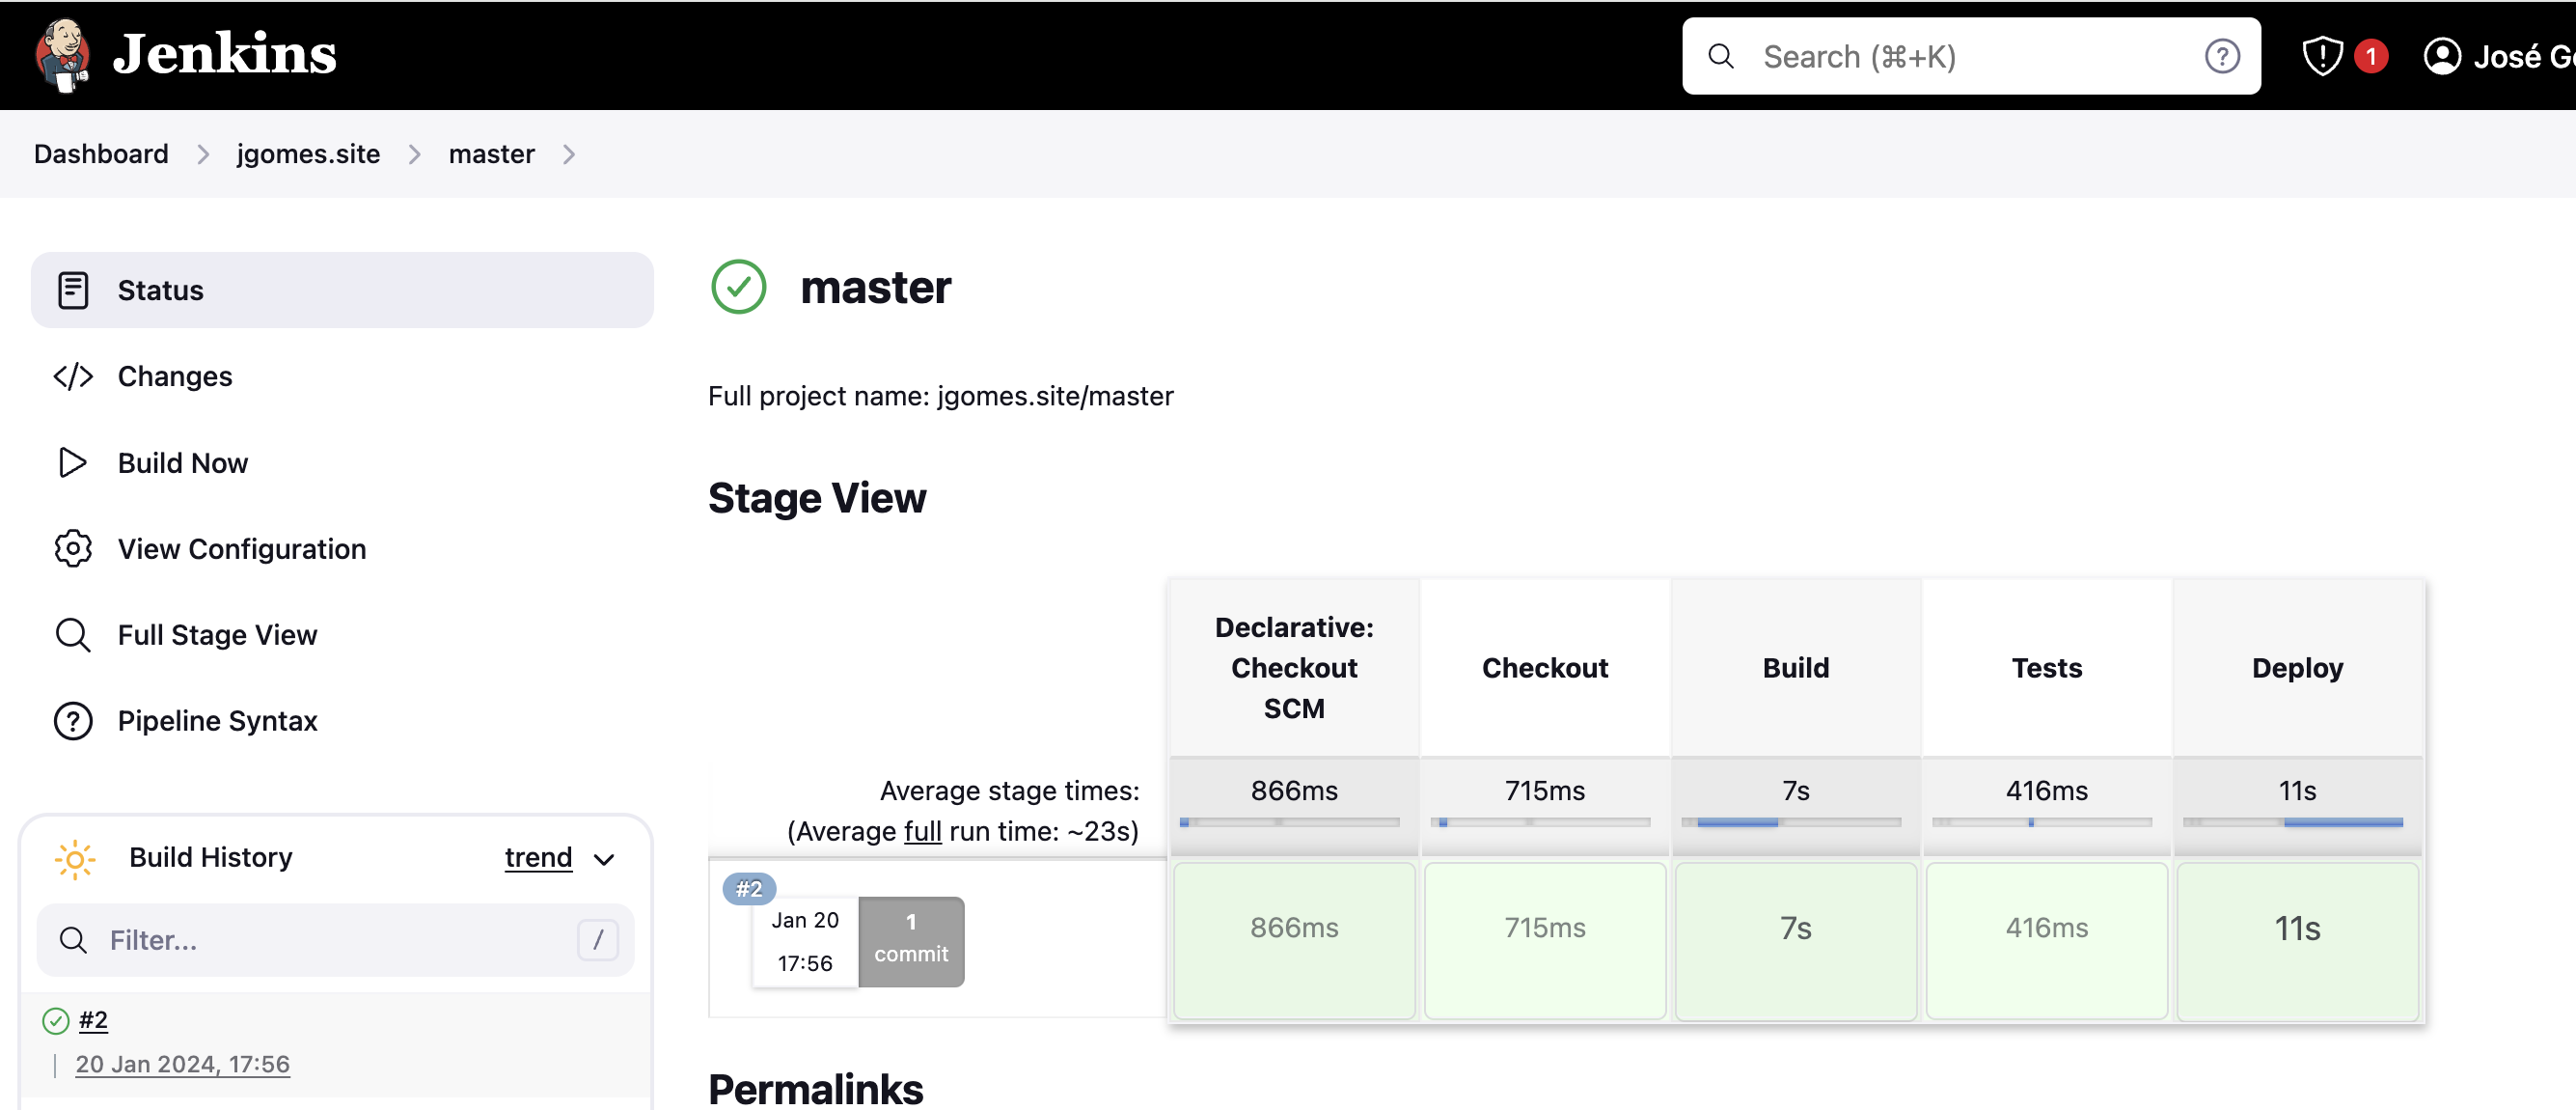 Jenkins
Search (⌘+K)
?
1
José
Dashboard
jgomes.site
master
Status
Changes
Build Now
View Configuration
Full Stage View
?
Pipeline Syntax
Build History
trend
Filter...
/
#2
20 Jan 2024, 17:56
master
Full project name: jgomes.site/master
Stage View
Declarative:
Checkout
SCM
Checkout
Build
Tests
Deploy
Average stage times:
(Average full run time: ~23s)
866ms
715ms
7s
416ms
11s
#2
Jan 20
17:56
1
commit
866ms
715ms
7s
416ms
11s
Permalinks